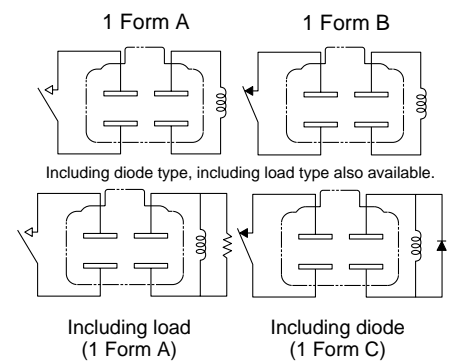 1 Form A
1 Form B
Including diode type, including load type also available.
Including load
(1 Form A)
Including diode
(1 Form C)